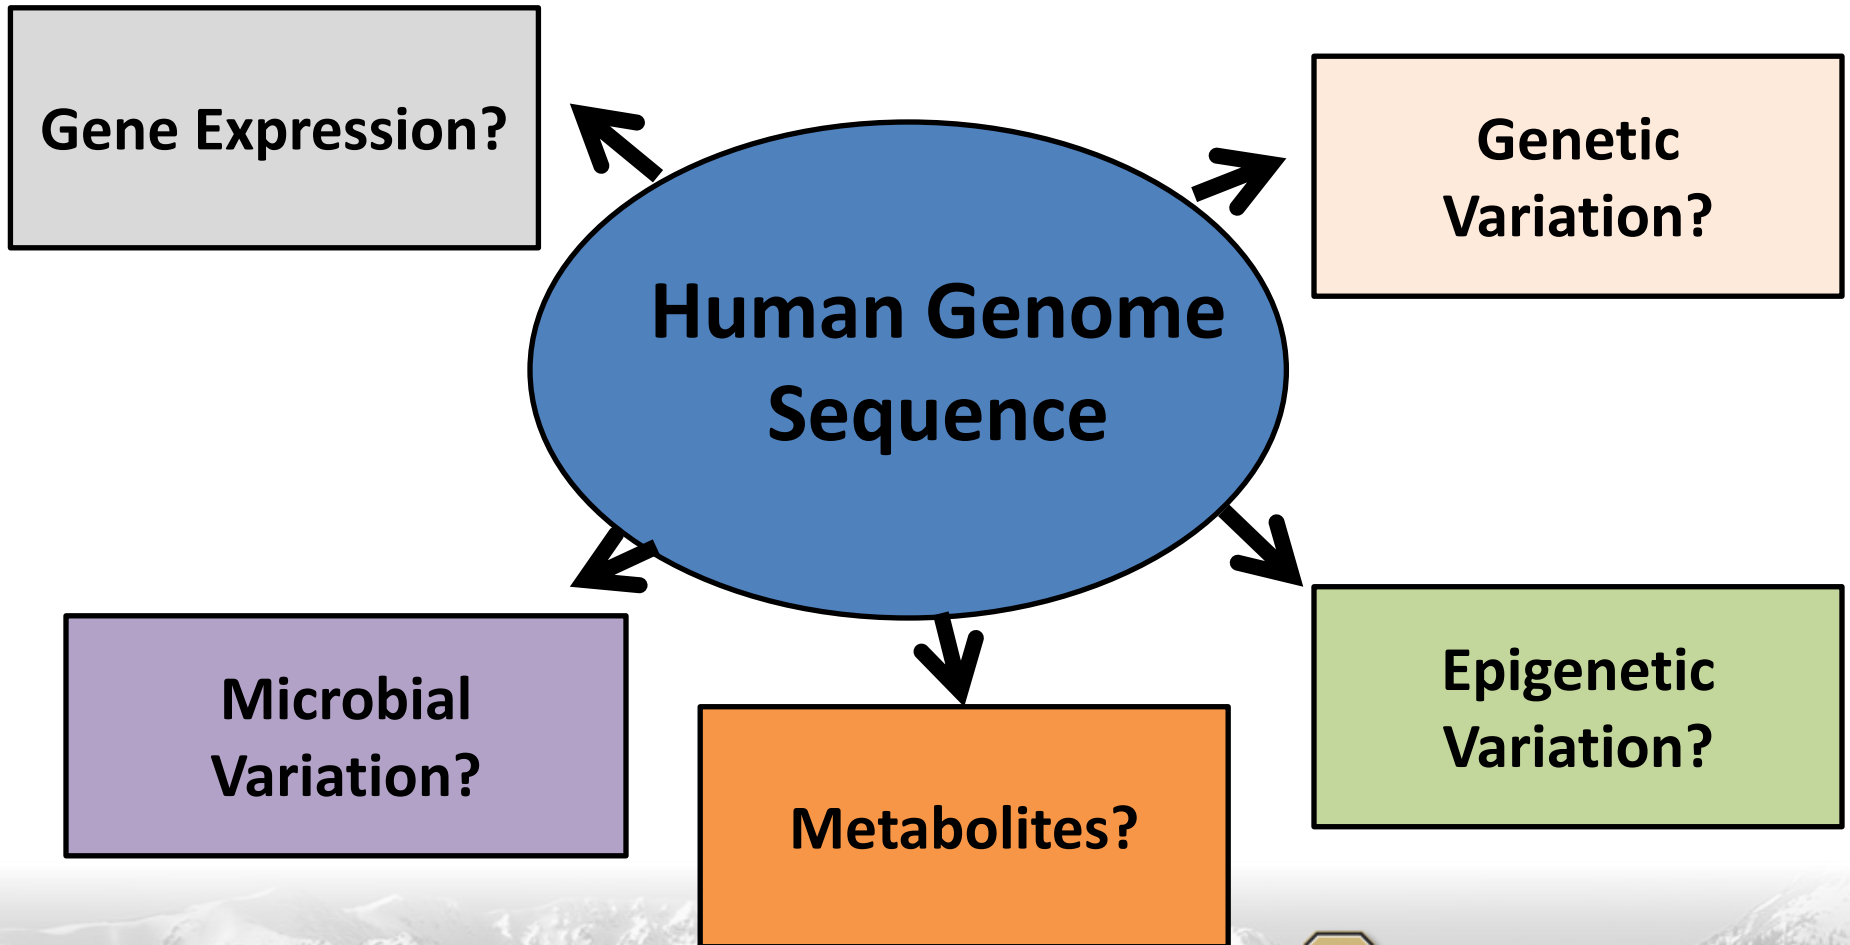 Gene Expression?
Genetic
Variation?
Human Genome
Sequence
Microbial
Variation?
Metabolites?
Epigenetic
Variation?